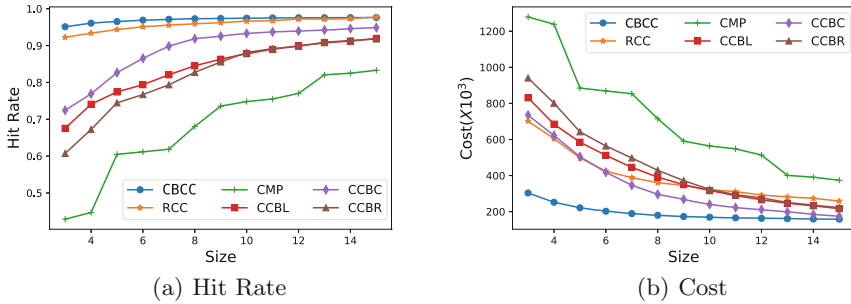 1.0
0.9
0.8
0.7
0.6
0.5
Hit Rate
4
6
8
10
12
14
Size
CBCC
RCC
CMP
CCBL
CCBC
CCBR
(a) Hit Rate
1200
1000
800
600
400
200
Cost(X10³)
4
6
8
10
12
14
Size
CBCC
RCC
CMP
CCBL
CCBC
CCBR
(b) Cost